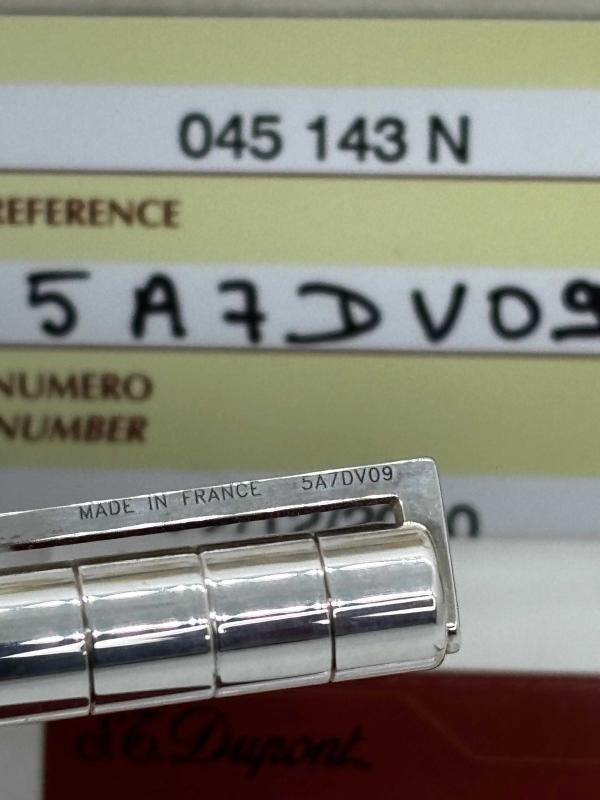 045 143 N
REFERENCE
5A7DV09
NUMERO
NUMBER
MADE IN FRANCE 5A7DV09
S.T. Dupont